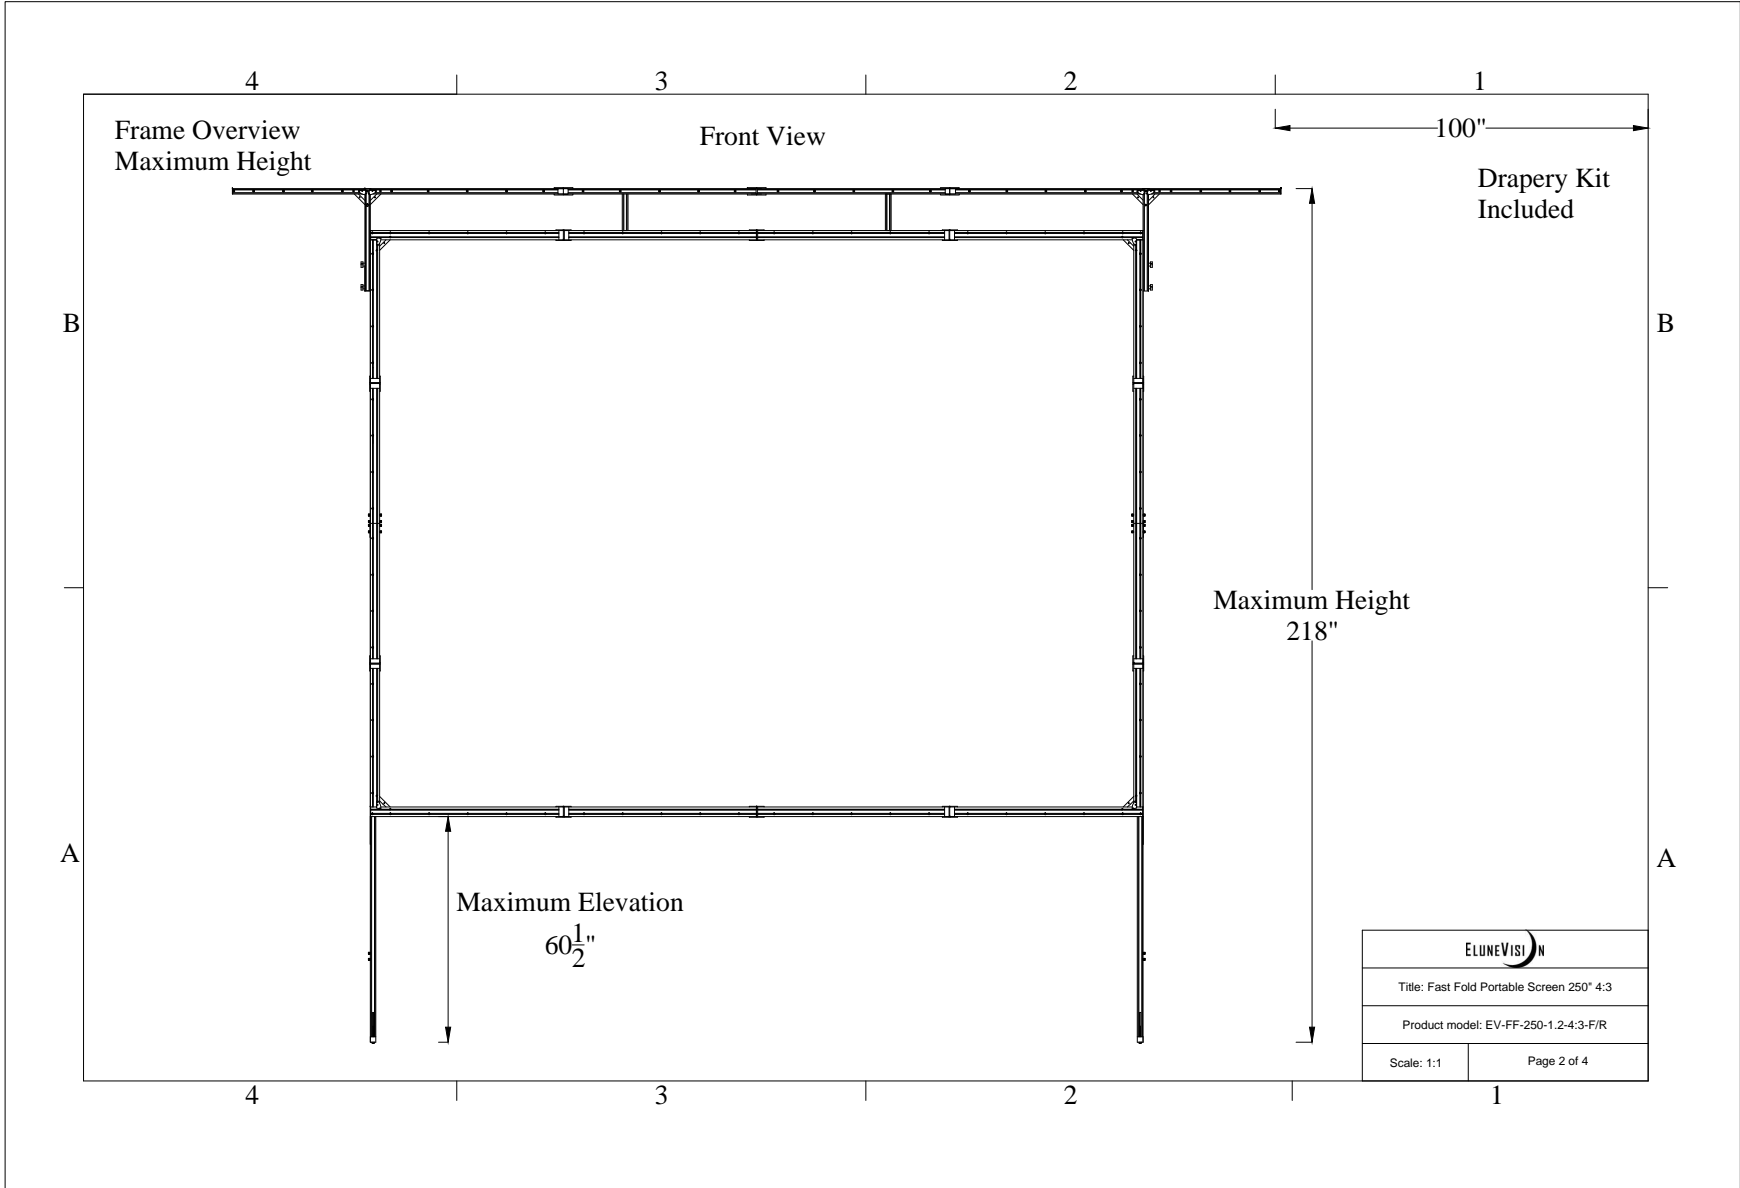 4 3 2 1
Frame Overview
Maximum Height
Front View
100"
Drapery Kit
Included
B B
Maximum Height
218"
A A
Maximum Elevation
60 1/2"
ELUNEVISION
Title: Fast Fold Portable Screen 250" 4:3
Product model: EV-FF-250-1.2-4:3-F/R
Scale: 1:1 Page 2 of 4
4 3 2 1